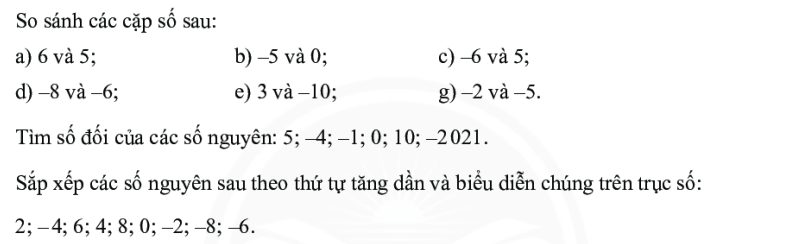 So sánh các cặp số sau:
a) 6 và 5; b) –5 và 0; c) –6 và 5;
d) –8 và –6; e) 3 và –10; g) –2 và –5.
Tìm số đối của các số nguyên: 5; –4; –1; 0; 10; –2021.
Sắp xếp các số nguyên sau theo thứ tự tăng dần và biểu diễn chúng trên trục số:
2; –4; 6; 4; 8; 0; –2; –8; –6.